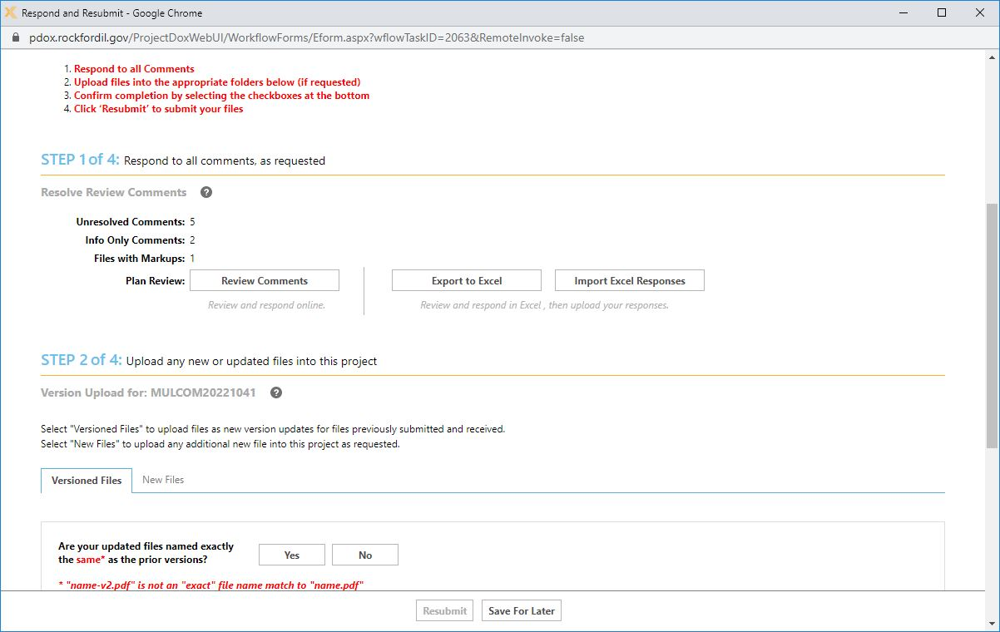 Respond and Resubmit - Google Chrome
pdox.rockfordil.gov/ProjectDoxWebUI/WorkflowForms/Eform.aspx?wflowTaskID=2063&RemoteInvoke=false
1. Respond to all Comments
2. Upload files into the appropriate folders below (if requested)
3. Confirm completion by selecting the checkboxes at the bottom
4. Click ‘Resubmit’ to submit your files
STEP 1 of 4: Respond to all comments, as requested
Resolve Review Comments ?
Unresolved Comments: 5
Info Only Comments: 2
Files with Markups: 1
Plan Review: Review Comments Export to Excel Import Excel Responses
Review and respond online. Review and respond in Excel , then upload your responses.
STEP 2 of 4: Upload any new or updated files into this project
Version Upload for: MULCOM20221041 ?
Select "Versioned Files" to upload files as new version updates for files previously submitted and received.
Select "New Files" to upload any additional new file into this project as requested.
Versioned Files New Files
Are your updated files named exactly
the same* as the prior versions? Yes No
* "name-v2.pdf" is not an "exact" file name match to "name.pdf"
Resubmit Save For Later